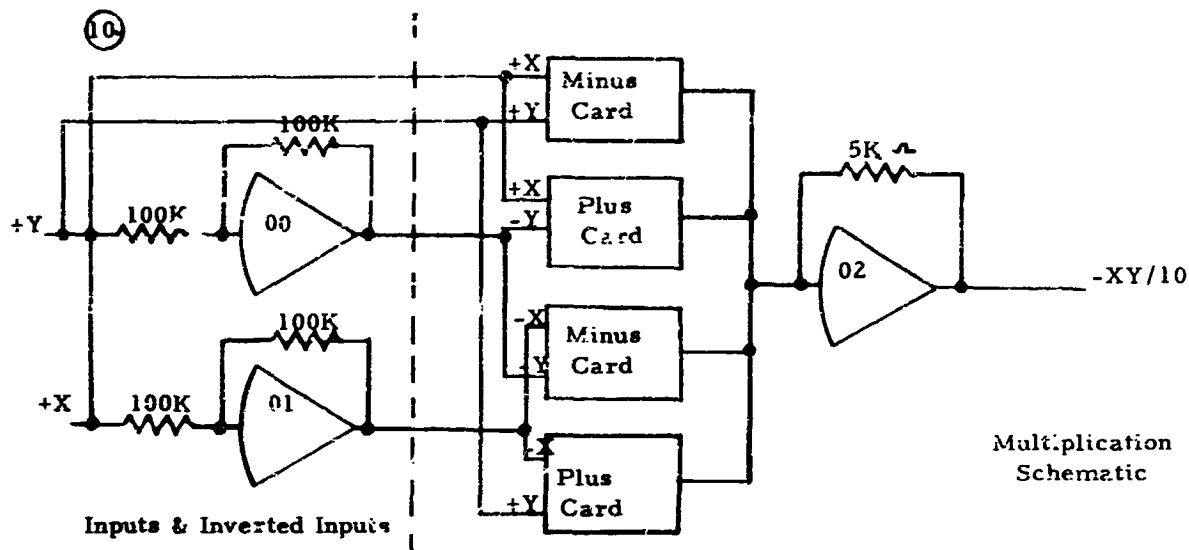 10
+X
Minus
+Y
Card
100K
5K
+X
Plus
-Y
Card
+Y
100K
00
02
-XY/10
100K
-X
Minus
-Y
Card
+X
100K
01
-X
Plus
+Y
Card
Multiplication
Schematic
Inputs & Inverted Inputs